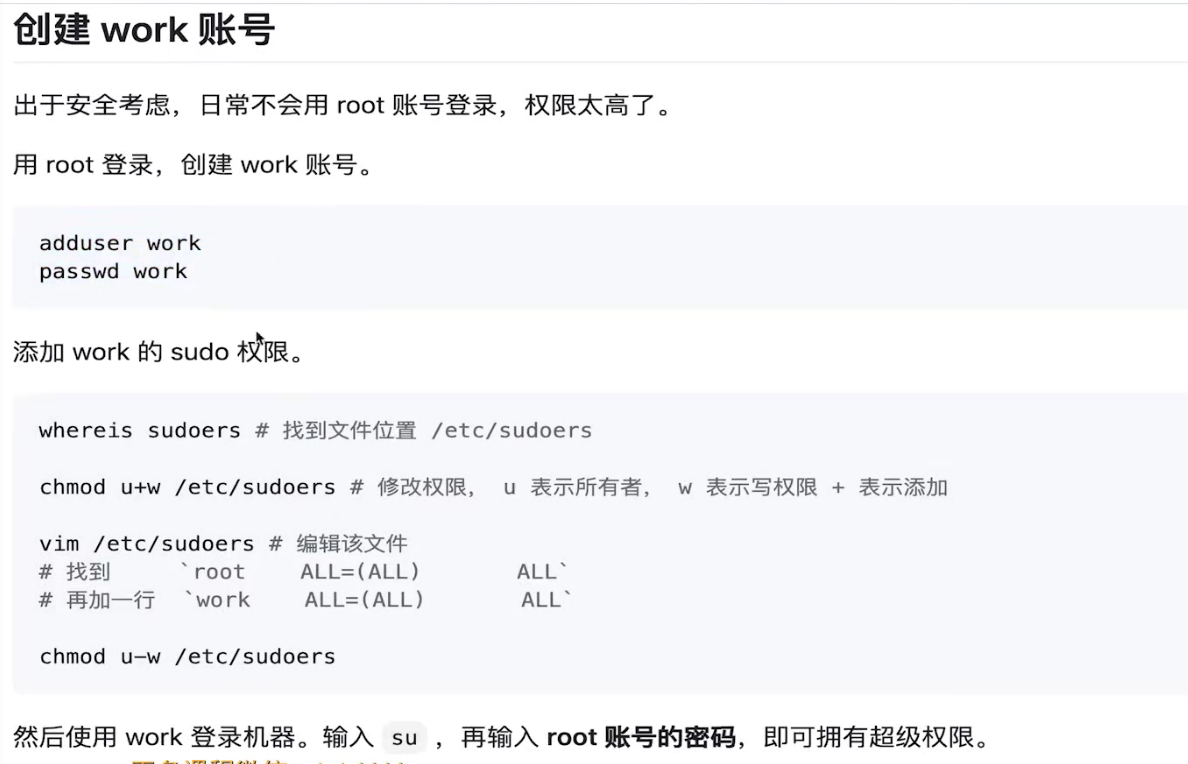 创建 work 账号
出于安全考虑，日常不会用 root 账号登录，权限太高了。
用 root 登录，创建 work 账号。
adduser work
passwd work
添加 work 的 sudo 权限。
whereis sudoers # 找到文件位置 /etc/sudoers
chmod u+w /etc/sudoers # 修改权限， u 表示所有者， w 表示写权限 + 表示添加
vim /etc/sudoers # 编辑该文件
# 找到 `root ALL=(ALL) ALL`
# 再加一行 `work ALL=(ALL) ALL`
chmod u-w /etc/sudoers
然后使用 work 登录机器。输入 su ，再输入 root 账号的密码，即可拥有超级权限。